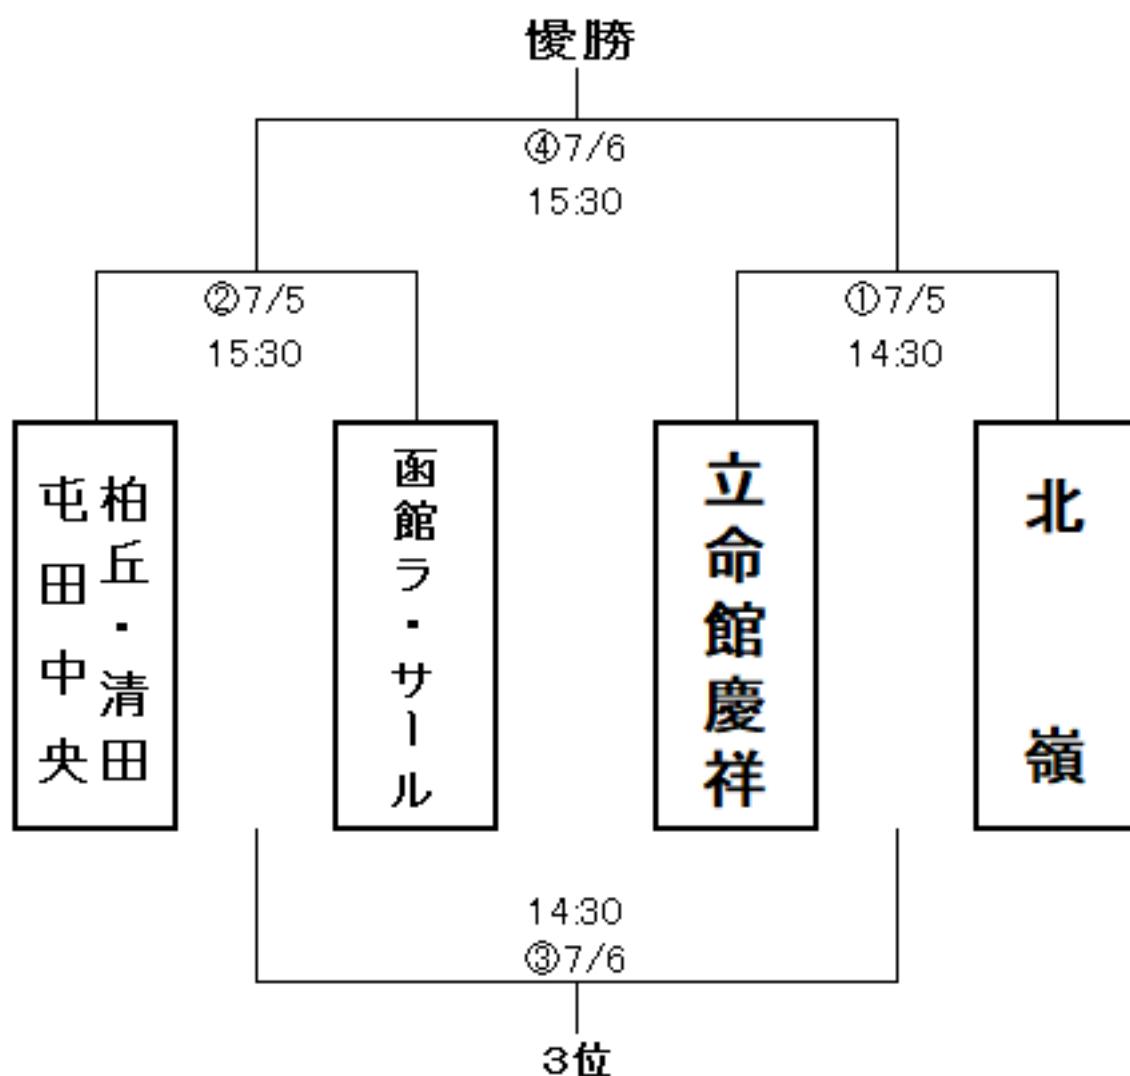 優勝
④7/6
15:30
②7/5
15:30
①7/5
14:30
柏丘・清田
屯田中央
函館ラ・サール
立命館慶祥
北嶺
14:30
③7/6
3位